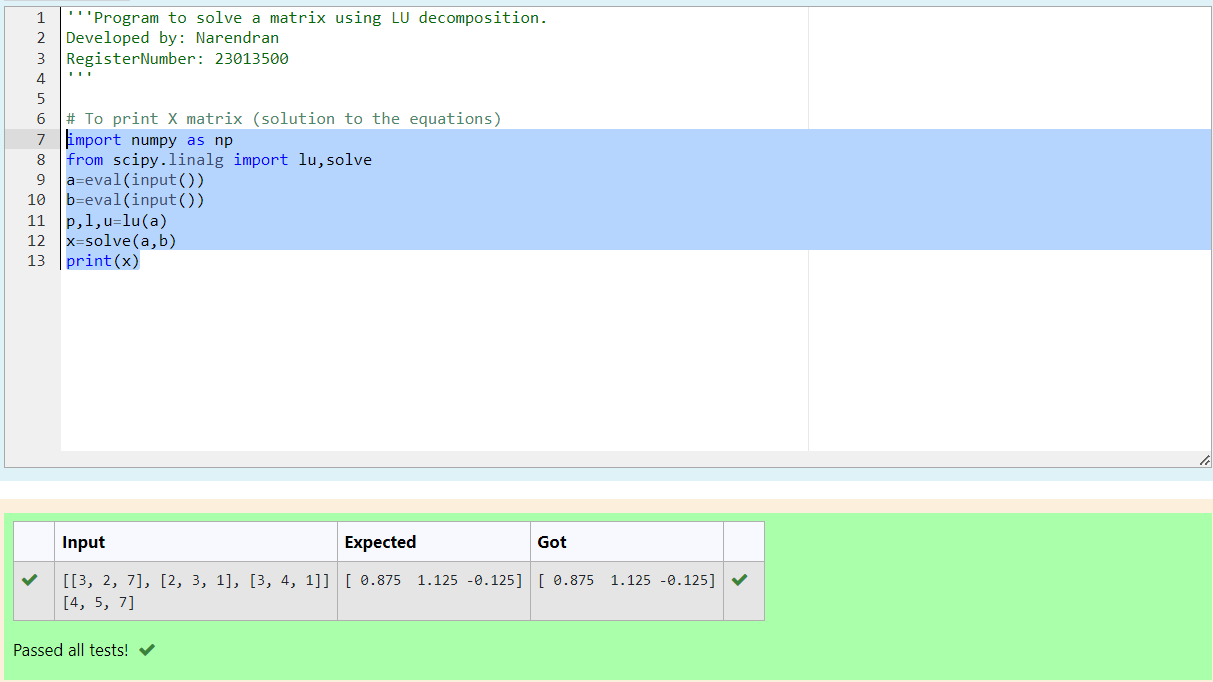 1 '''Program to solve a matrix using LU decomposition.
2 Developed by: Narendran
3 RegisterNumber: 23013500
4 '''
5
6 # To print X matrix (solution to the equations)
7 import numpy as np
8 from scipy.linalg import lu,solve
9 a=eval(input())
10 b=eval(input())
11 p,l,u=lu(a)
12 x=solve(a,b)
13 print(x)
Input Expected Got
[[3, 2, 7], [2, 3, 1], [3, 4, 1]] [ 0.875  1.125 -0.125] [ 0.875  1.125 -0.125]
[4, 5, 7]
Passed all tests!